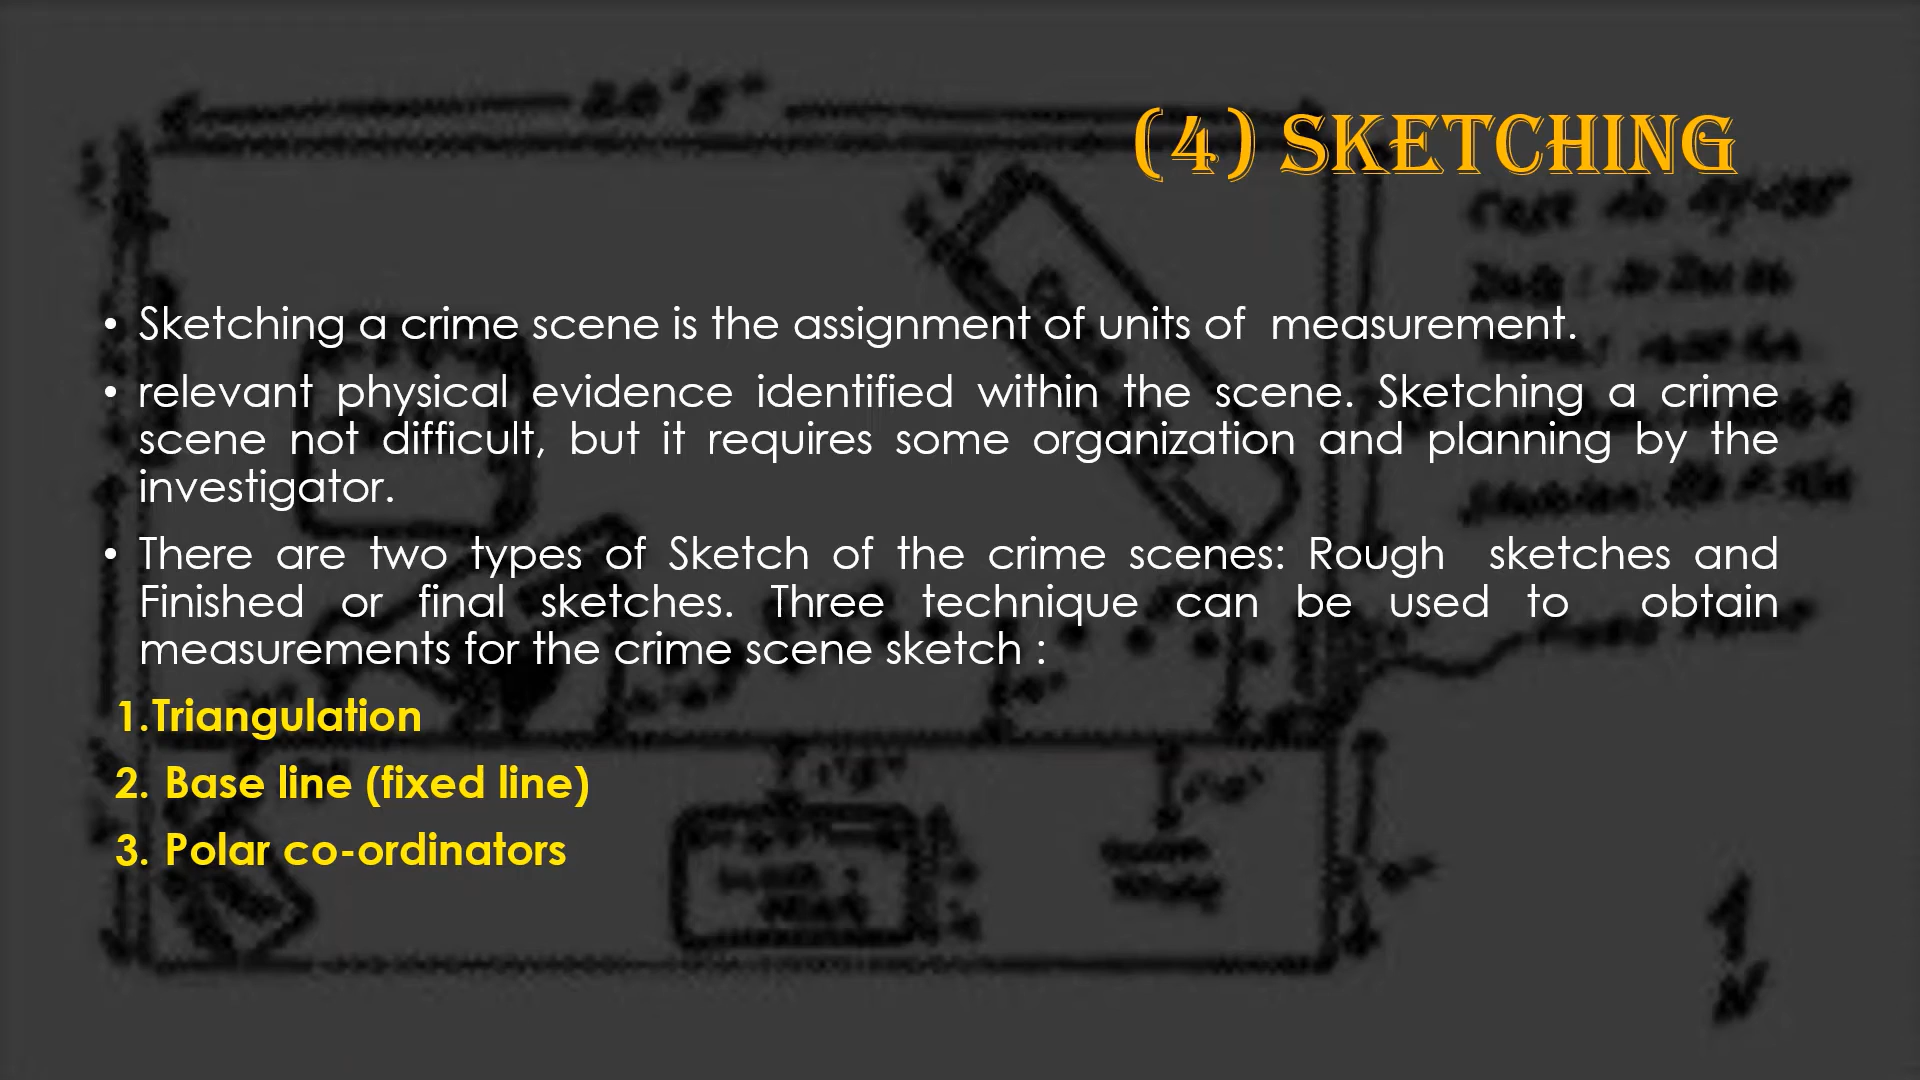 (4) SKETCHING
• Sketching a crime scene is the assignment of units of measurement.
• relevant physical evidence identified within the scene. Sketching a crime
scene not difficult, but it requires some organization and planning by the
investigator.
• There are two types of Sketch of the crime scenes: Rough sketches and
Finished or final sketches. Three technique can be used to obtain
measurements for the crime scene sketch :
1.Triangulation
2. Base line (fixed line)
3. Polar co-ordinators